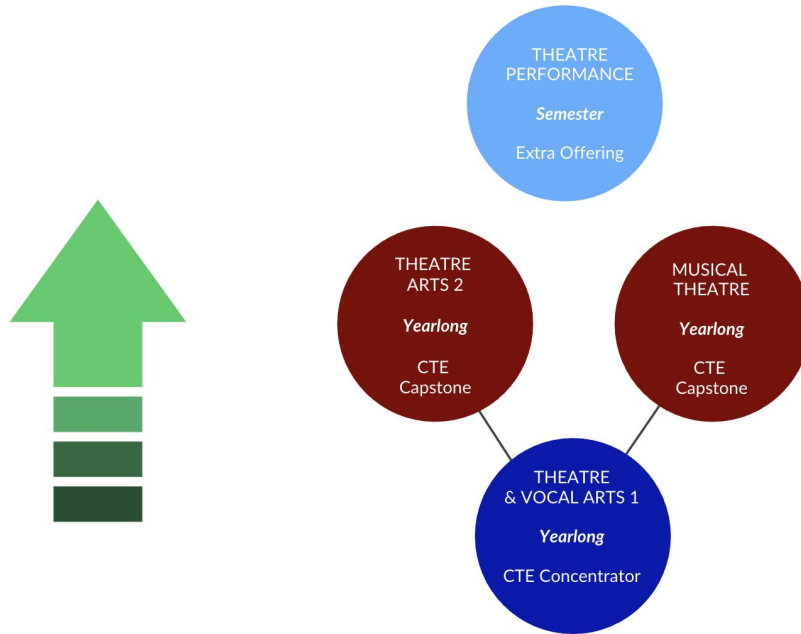 THEATRE
PERFORMANCE
Semester
Extra Offering
THEATRE
ARTS 2
Yearlong
CTE
Capstone
MUSICAL
THEATRE
Yearlong
CTE
Capstone
THEATRE
& VOCAL ARTS 1
Yearlong
CTE Concentrator